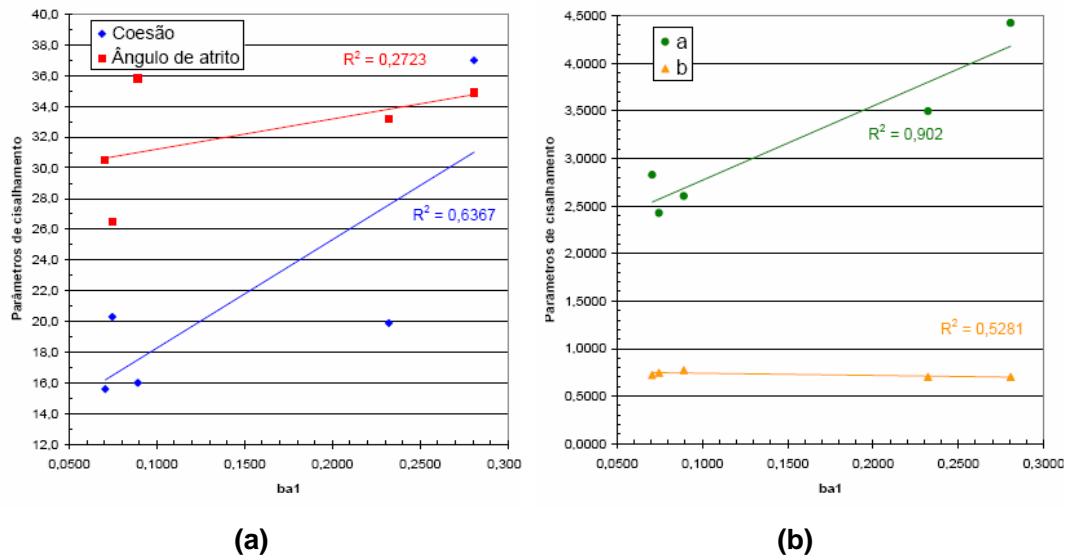 40,0
38,0
36,0
34,0
32,0
30,0
28,0
26,0
24,0
22,0
20,0
18,0
16,0
14,0
12,0
Parâmetros de cisalhamento
Coesão
Ângulo de atrito
R² = 0,2723
R² = 0,6367
0,0500 0,1000 0,1500 0,2000 0,2500 0,300
ba1
(a)
4,5000
4,0000
3,5000
3,0000
2,5000
2,0000
1,5000
1,0000
0,5000
0,0000
Parâmetros de cisalhamento
a
b
R² = 0,902
R² = 0,5281
0,0500 0,1000 0,1500 0,2000 0,2500 0,3000
ba1
(b)